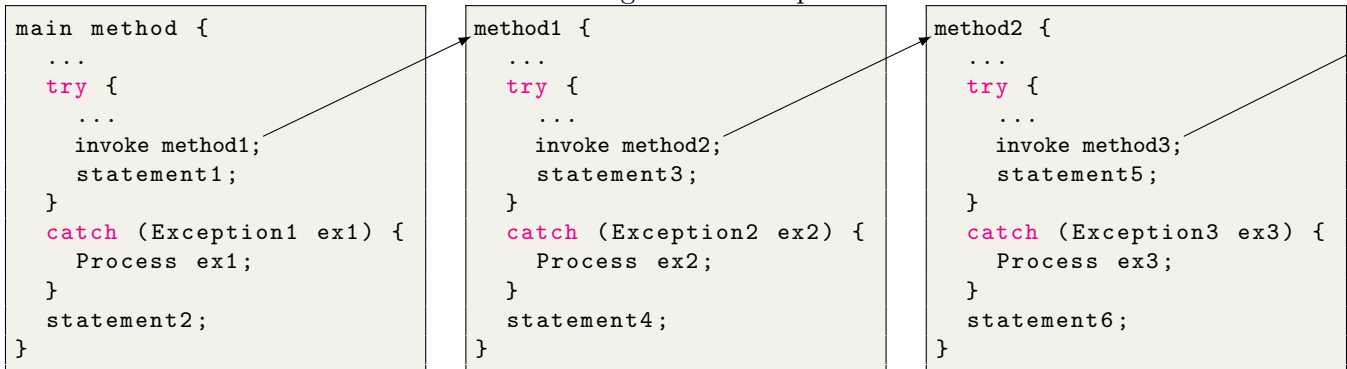 main method {
...
try {
...
invoke method1;
statement1;
}
catch (Exception1 ex1) {
Process ex1;
}
statement2;
}
method1 {
...
try {
...
invoke method2;
statement3;
}
catch (Exception2 ex2) {
Process ex2;
}
statement4;
}
method2 {
...
try {
...
invoke method3;
statement5;
}
catch (Exception3 ex3) {
Process ex3;
}
statement6;
}